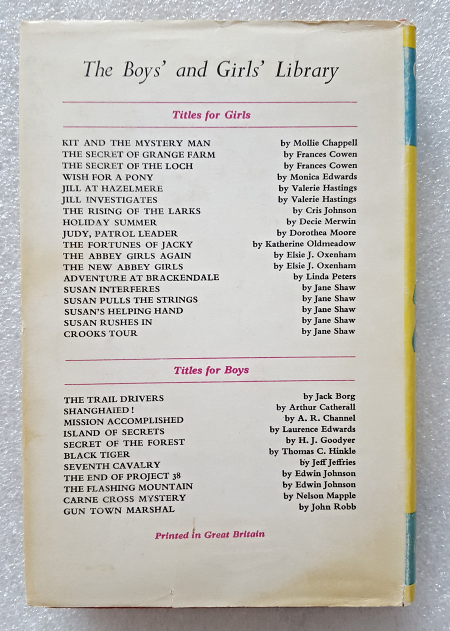 The Boys' and Girls' Library
Titles for Girls
KIT AND THE MYSTERY MAN by Mollie Chappell
THE SECRET OF GRANGE FARM by Frances Cowen
THE SECRET OF THE LOCH by Frances Cowen
WISH FOR A PONY by Monica Edwards
JILL AT HAZELMERE by Valerie Hastings
JILL INVESTIGATES by Valerie Hastings
THE RISING OF THE LARKS by Cris Johnson
HOLIDAY SUMMER by Decie Merwin
JUDY, PATROL LEADER by Dorothea Moore
THE FORTUNES OF JACKY by Katherine Oldmeadow
THE ABBEY GIRLS AGAIN by Elsie J. Oxenham
THE NEW ABBEY GIRLS by Elsie J. Oxenham
ADVENTURE AT BRACKENDALE by Linda Peters
SUSAN INTERFERES by Jane Shaw
SUSAN PULLS THE STRINGS by Jane Shaw
SUSAN'S HELPING HAND by Jane Shaw
SUSAN RUSHES IN by Jane Shaw
CROOKS TOUR by Jane Shaw
Titles for Boys
THE TRAIL DRIVERS by Jack Borg
SHANGHAIED! by Arthur Catherall
MISSION ACCOMPLISHED by A. R. Channel
ISLAND OF SECRETS by Laurence Edwards
SECRET OF THE FOREST by H. J. Goodyer
BLACK TIGER by Thomas C. Hinkle
SEVENTH CAVALRY by Jeff Jeffries
THE END OF PROJECT 38 by Edwin Johnson
THE FLASHING MOUNTAIN by Edwin Johnson
CARNE CROSS MYSTERY by Nelson Mapple
GUN TOWN MARSHAL by John Robb
Printed in Great Britain